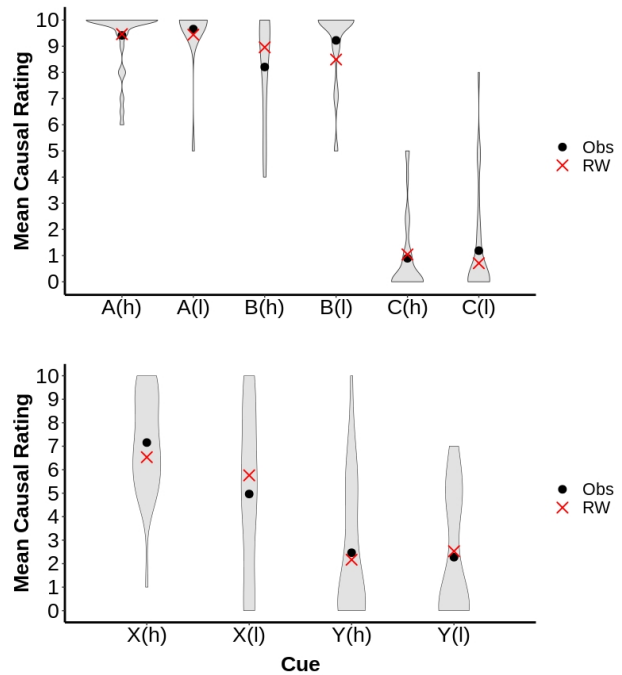 Mean Causal Rating
10
9
8
7
6
5
4
3
2
1
0
A(h) A(l) B(h) B(l) C(h) C(l)
Obs
RW
Mean Causal Rating
10
9
8
7
6
5
4
3
2
1
0
X(h) X(l) Y(h) Y(l)
Cue
Obs
RW